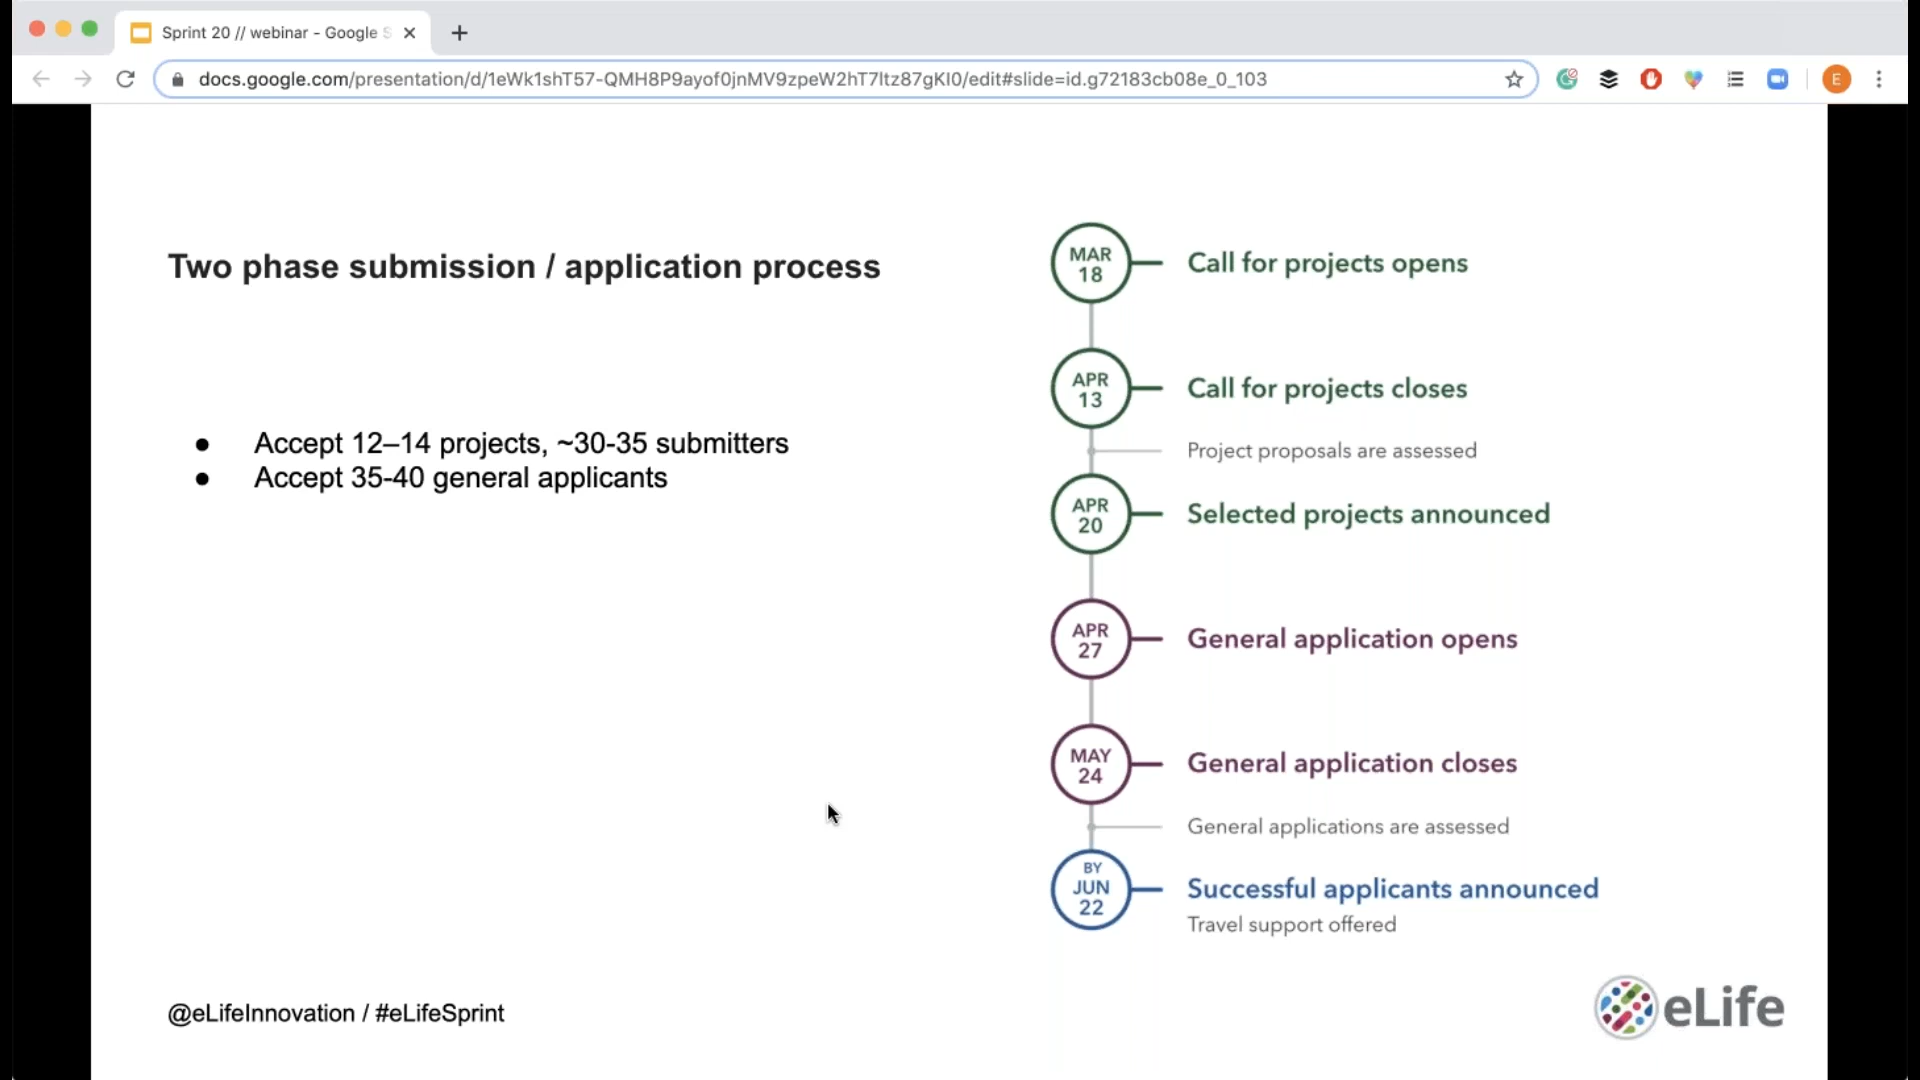 Sprint 20 // webinar - Google S
docs.google.com/presentation/d/1eWk1shT57-QMH8P9ayof0jnMV9zpeW2hT7ltz87gKI0/edit#slide=id.g72183cb08e_0_103
E
Two phase submission / application process
● Accept 12–14 projects, ~30-35 submitters
● Accept 35-40 general applicants
MAR
18
Call for projects opens
APR
13
Call for projects closes
Project proposals are assessed
APR
20
Selected projects announced
APR
27
General application opens
MAY
24
General application closes
General applications are assessed
BY
JUN
22
Successful applicants announced
Travel support offered
@eLifeInnovation / #eLifeSprint
eLife